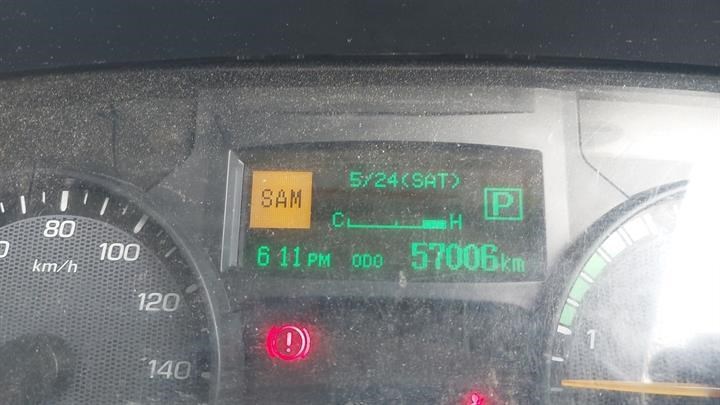 5/24(SAT)
SAM
P
C H
6 11 PM ODO 57006km
80
100
km/h
120
140
1
!